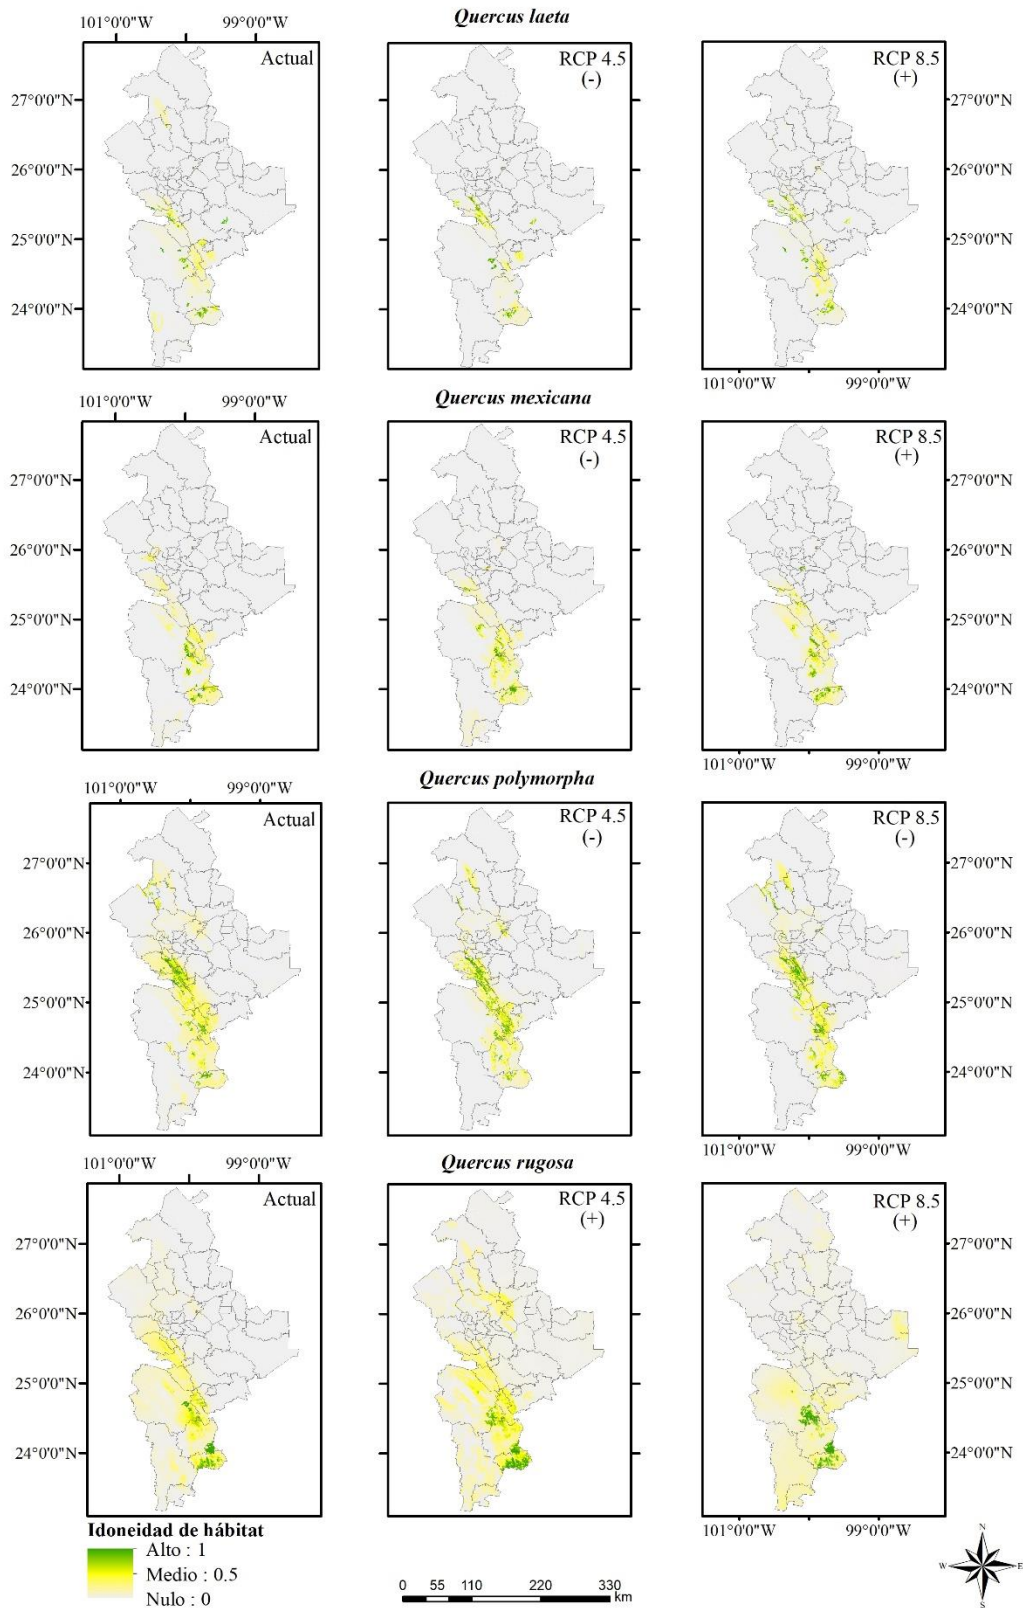 Quercus laeta
101°0'0"W 99°0'0"W
Actual
RCP 4.5
(-)
RCP 8.5
(+)
27°0'0"N
26°0'0"N
25°0'0"N
24°0'0"N
27°0'0"N
26°0'0"N
25°0'0"N
24°0'0"N
101°0'0"W 99°0'0"W
Quercus mexicana
101°0'0"W 99°0'0"W
Actual
RCP 4.5
(-)
RCP 8.5
(+)
27°0'0"N
26°0'0"N
25°0'0"N
24°0'0"N
27°0'0"N
26°0'0"N
25°0'0"N
24°0'0"N
101°0'0"W 99°0'0"W
Quercus polymorpha
101°0'0"W 99°0'0"W
Actual
RCP 4.5
(-)
RCP 8.5
(-)
27°0'0"N
26°0'0"N
25°0'0"N
24°0'0"N
27°0'0"N
26°0'0"N
25°0'0"N
24°0'0"N
101°0'0"W 99°0'0"W
Quercus rugosa
101°0'0"W 99°0'0"W
Actual
RCP 4.5
(+)
RCP 8.5
(+)
27°0'0"N
26°0'0"N
25°0'0"N
24°0'0"N
27°0'0"N
26°0'0"N
25°0'0"N
24°0'0"N
101°0'0"W 99°0'0"W
Idoneidad de hábitat
Alto : 1
Medio : 0.5
Nulo : 0
0 55 110 220 330
km
N
W E
S